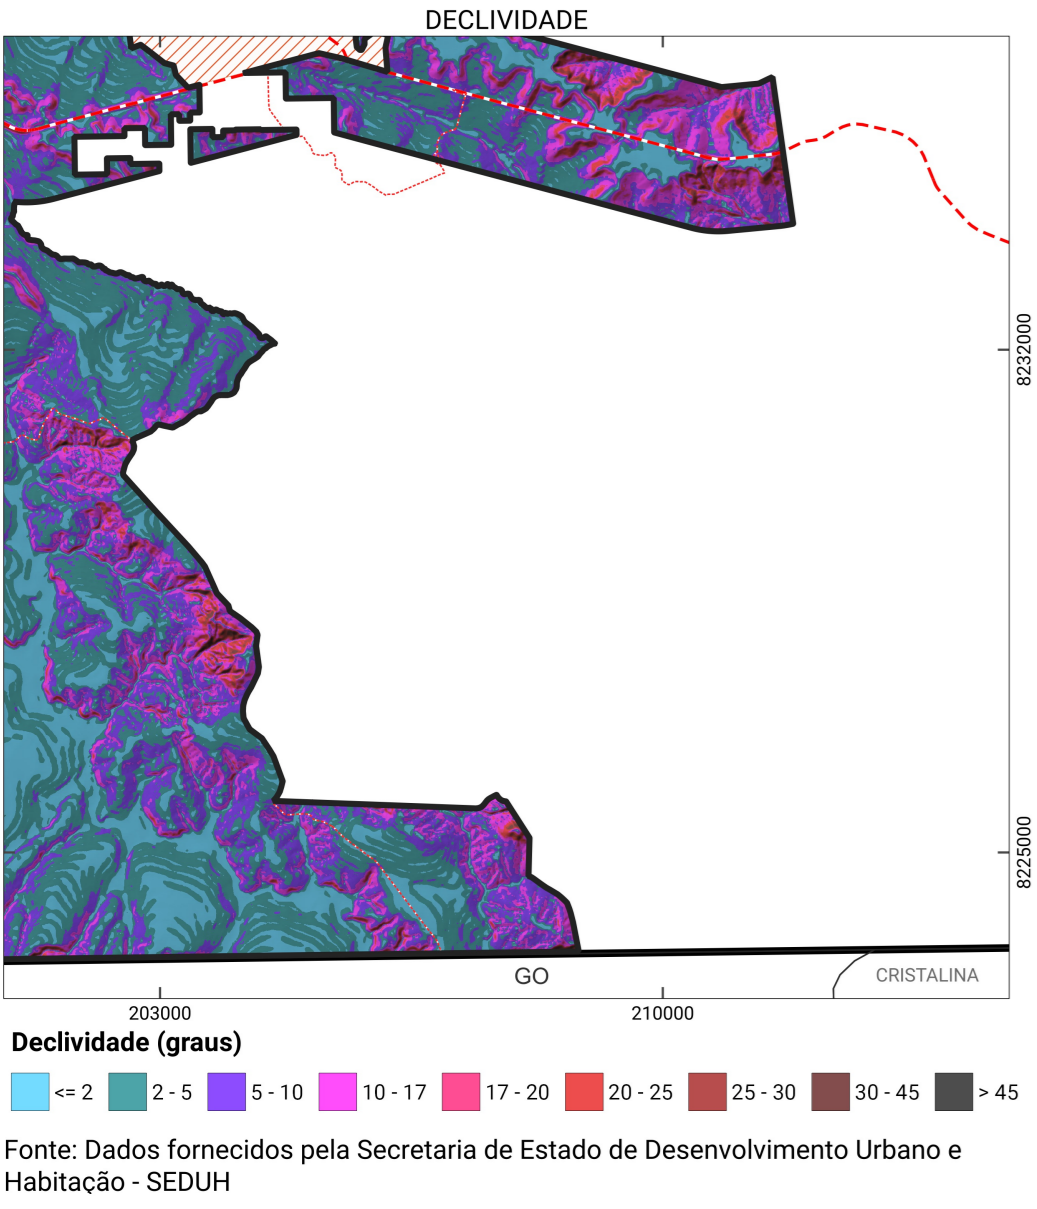 DECLIVIDADE
8232000
8225000
GO
CRISTALINA
203000
210000
Declividade (graus)
<= 2
2 - 5
5 - 10
10 - 17
17 - 20
20 - 25
25 - 30
30 - 45
> 45
Fonte: Dados fornecidos pela Secretaria de Estado de Desenvolvimento Urbano e
Habitação - SEDUH